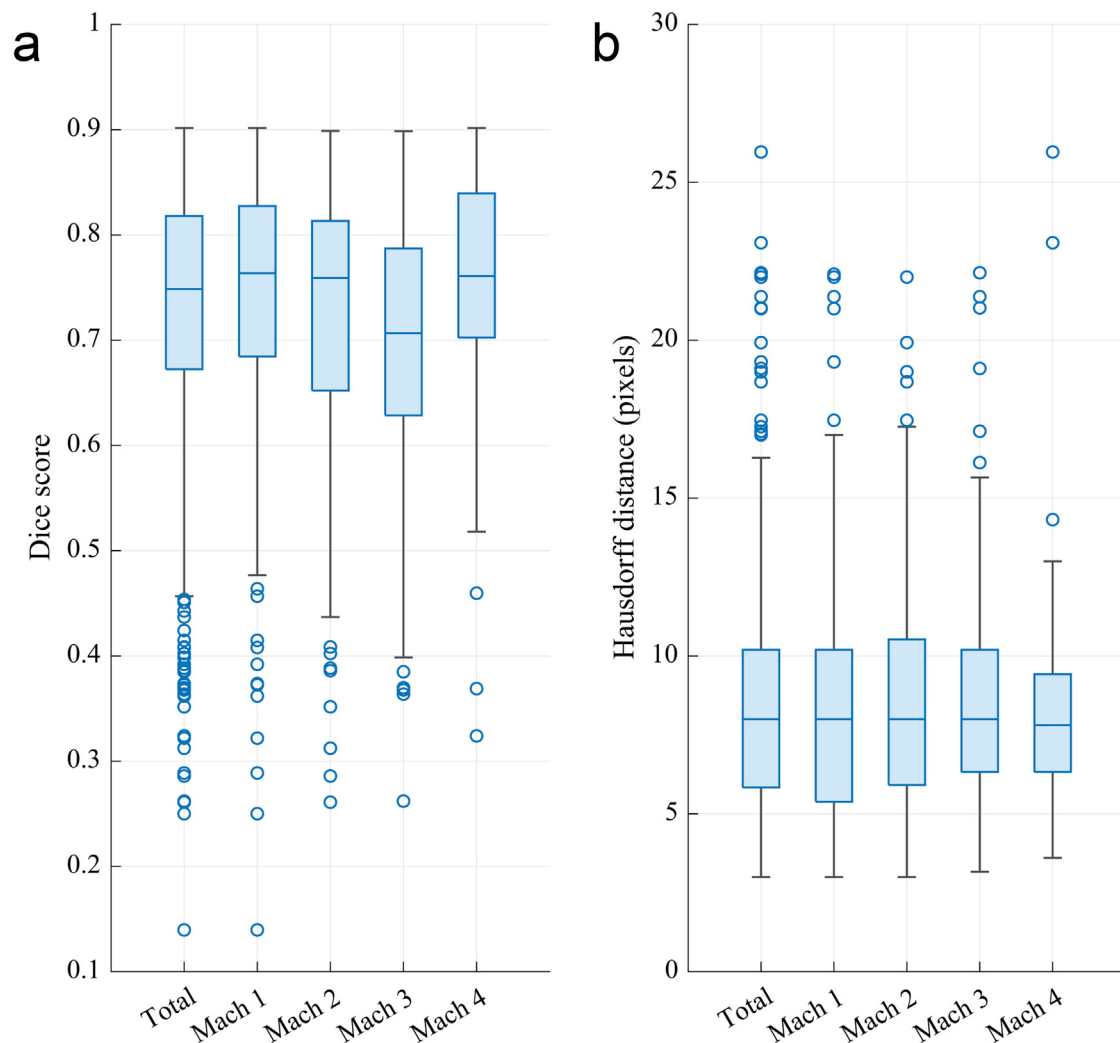 a
1
0.9
0.8
0.7
0.6
0.5
0.4
0.3
0.2
0.1
Dice score
Total
Mach 1
Mach 2
Mach 3
Mach 4
b
30
25
20
15
10
5
0
Hausdorff distance (pixels)
Total
Mach 1
Mach 2
Mach 3
Mach 4